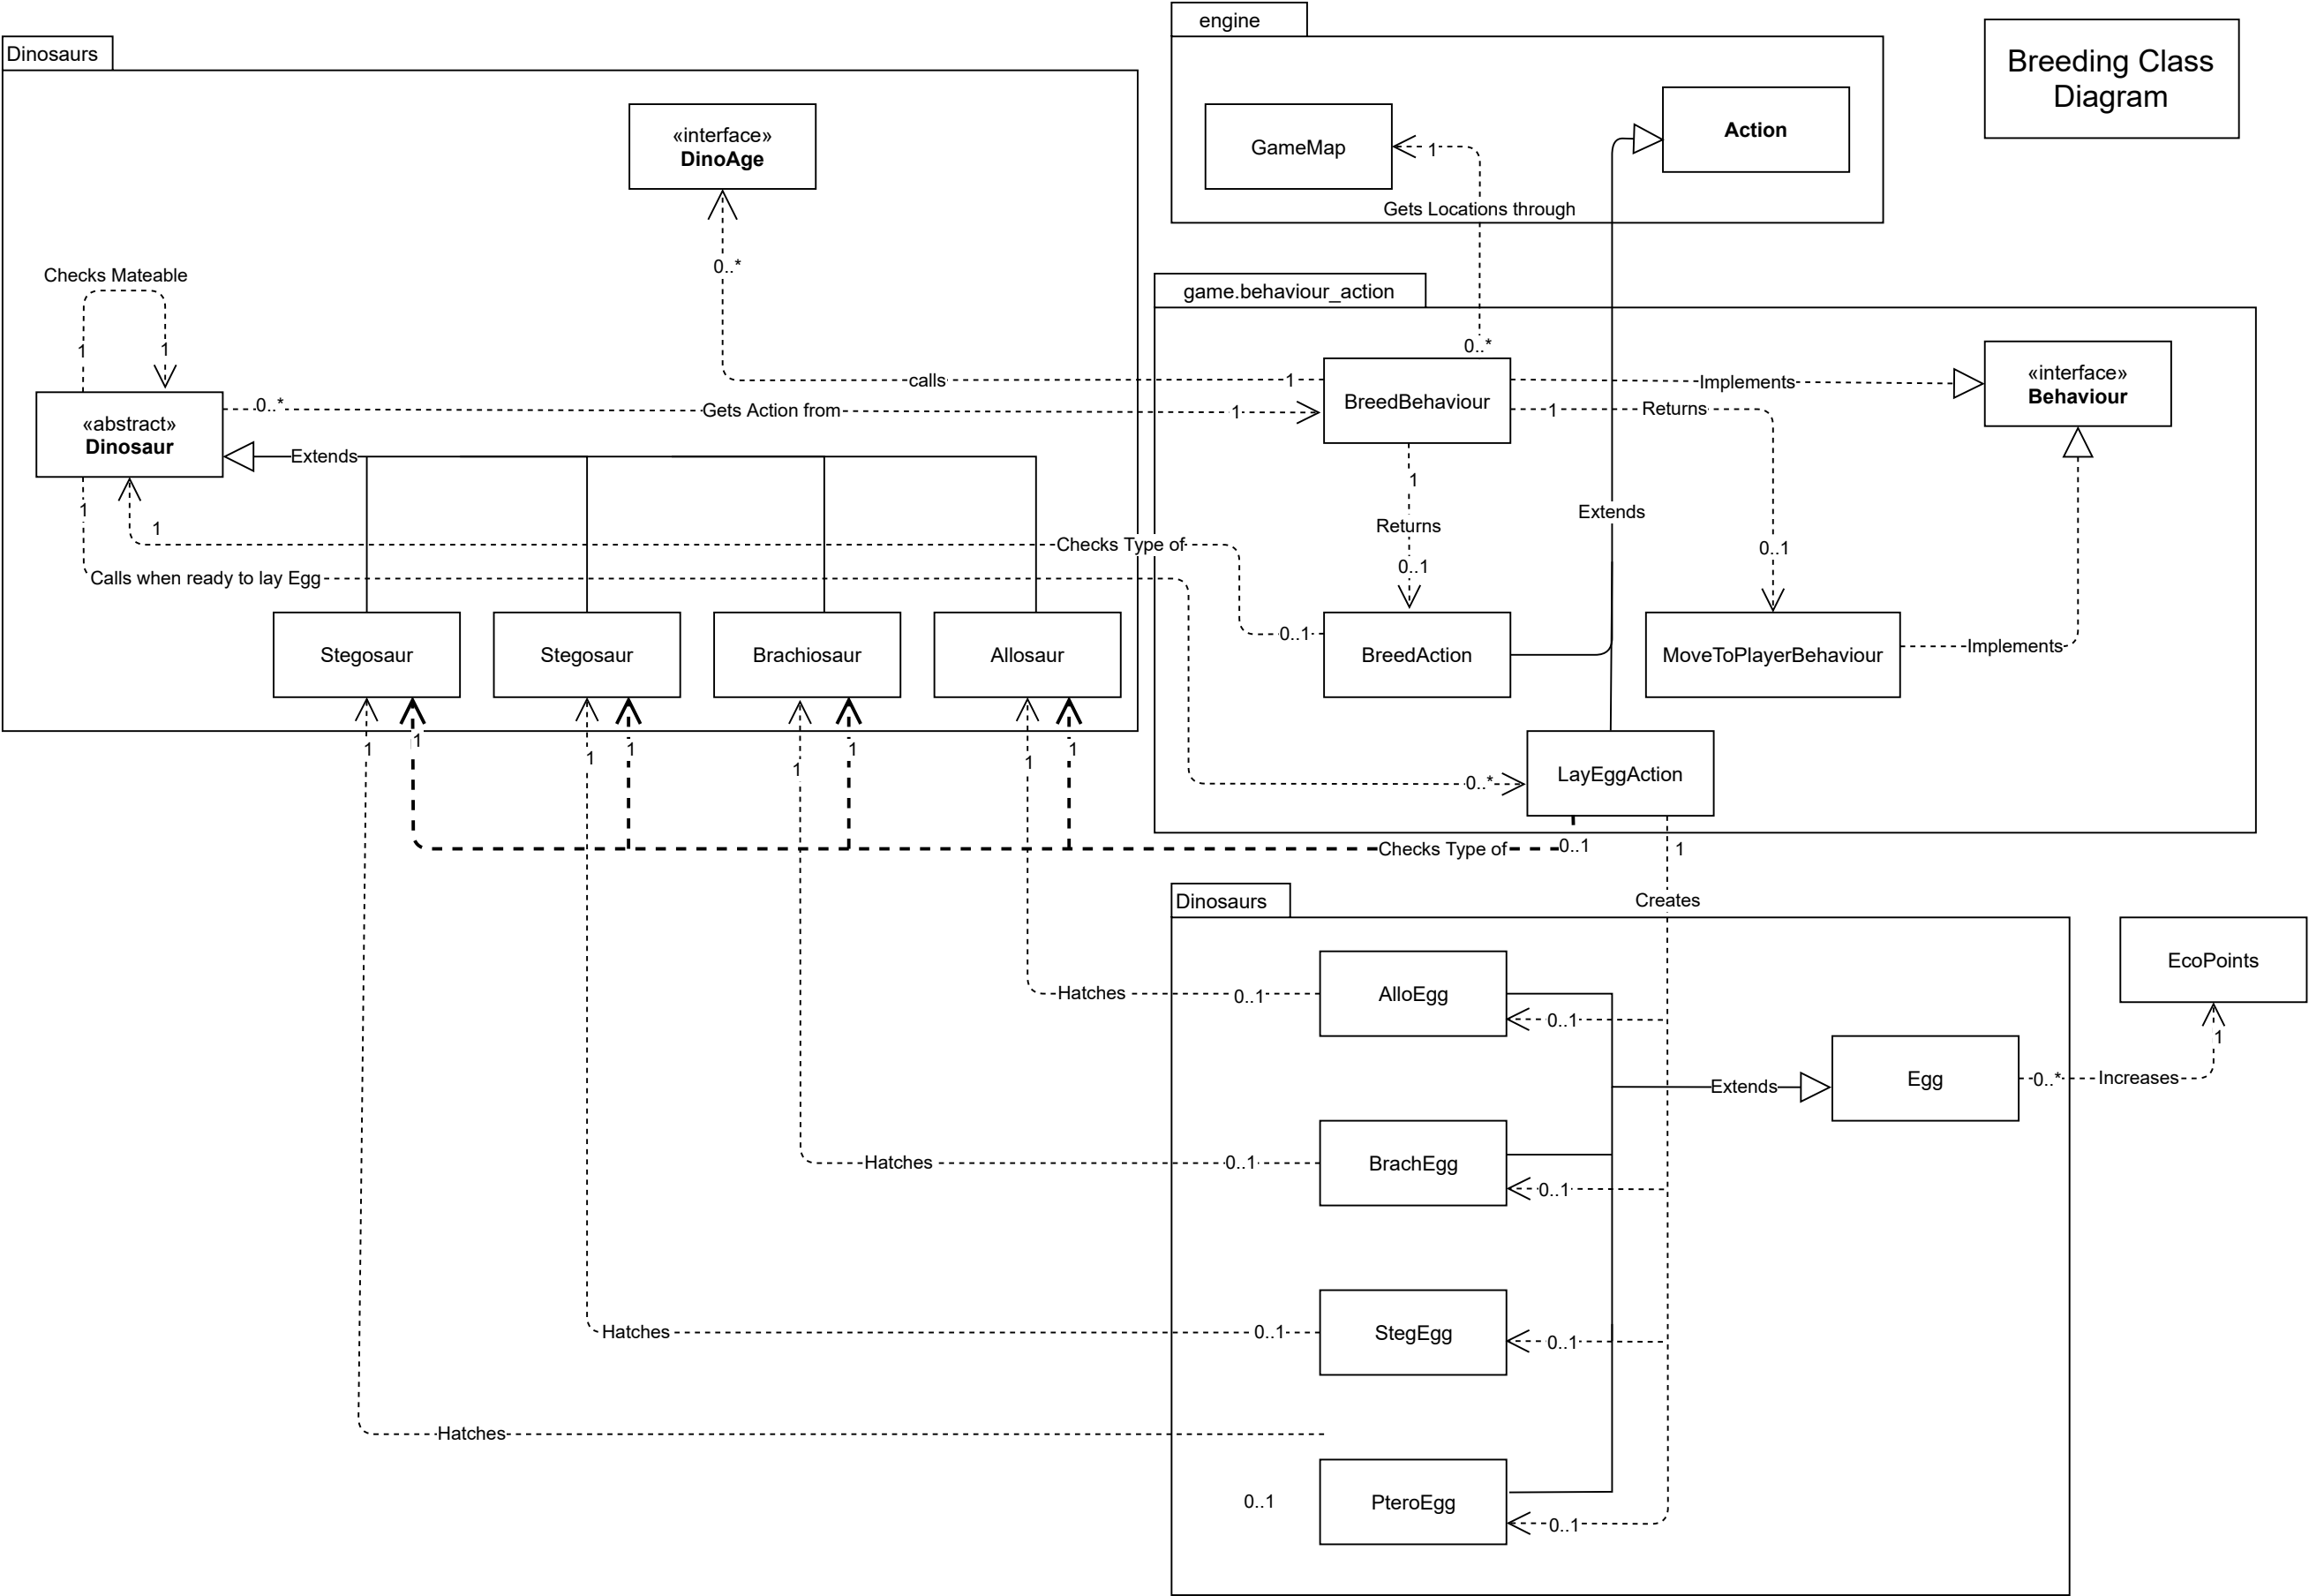 engine
Breeding Class
Diagram
Dinosaurs
«interface»
DinoAge
GameMap
Action
1
Gets Locations through
0..*
Checks Mateable
game.behaviour_action
1
1
0..*
«abstract»
Dinosaur
0..*
calls
1
Gets Action from
1
BreedBehaviour
Implements
1
Returns
«interface»
Behaviour
Extends
1
1
1
Returns
Extends
Checks Type of
0..1
0..1
Calls when ready to lay Egg
Stegosaur
Stegosaur
Brachiosaur
Allosaur
0..1
BreedAction
MoveToPlayerBehaviour
Implements
1
1
1
1
1
1
1
1
0..*
LayEggAction
Checks Type of
0..1
1
Dinosaurs
Creates
EcoPoints
Hatches
0..1
AlloEgg
0..1
1
Extends
Egg
0..*
Increases
Hatches
0..1
BrachEgg
0..1
Hatches
0..1
StegEgg
0..1
Hatches
0..1
PteroEgg
0..1